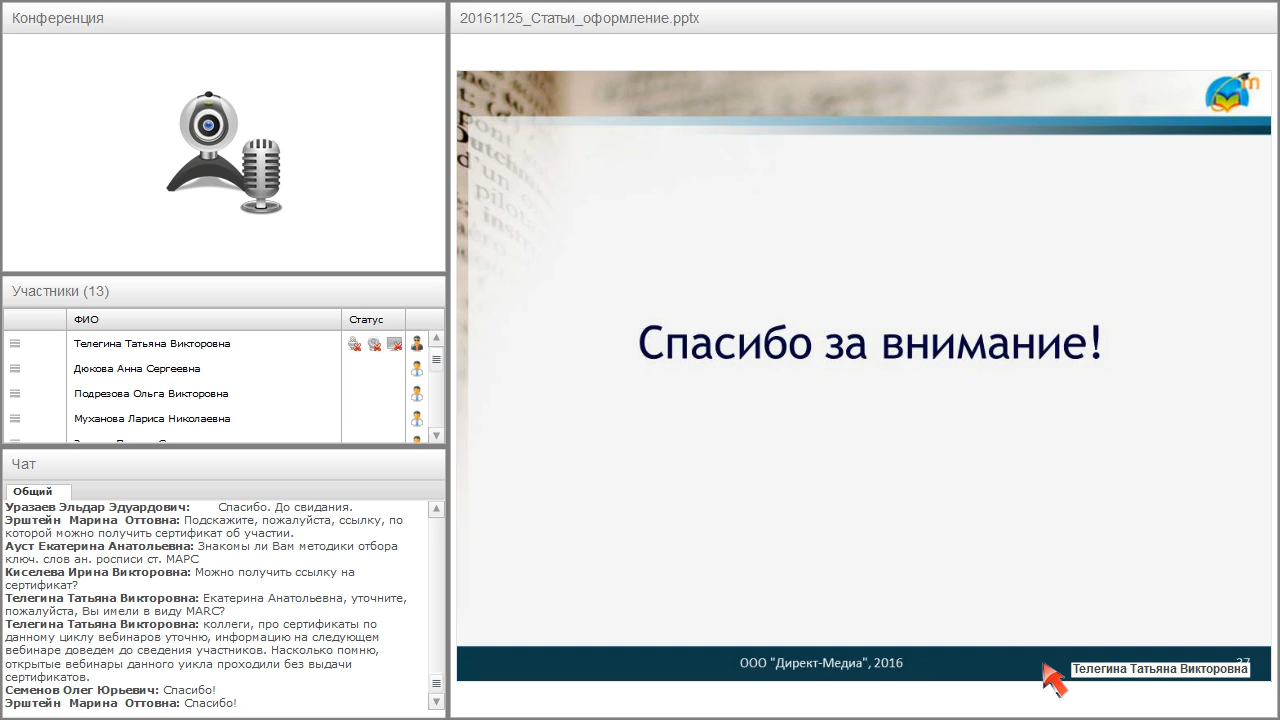 Конференция
20161125_Статьи_оформление.pptx
Спасибо за внимание!
ООО "Директ-Медиа", 2016
Телегина Татьяна Викторовна
Участники (13)
ФИО Статус
Телегина Татьяна Викторовна
Дюкова Анна Сергеевна
Подрезова Ольга Викторовна
Муханова Лариса Николаевна
Чат
Общий
Уразаев Эльдар Эдуардович: Спасибо. До свидания.
Эрштейн Марина Оттовна: Подскажите, пожалуйста, ссылку, по
которой можно получить сертификат об участии.
Ауст Екатерина Анатольевна: Знакомы ли Вам методики отбора
ключ. слов ан. росписи ст. МАРС
Киселева Ирина Викторовна: Можно получить ссылку на
сертификат?
Телегина Татьяна Викторовна: Екатерина Анатольевна, уточните,
пожалуйста, Вы имели в виду MARC?
Телегина Татьяна Викторовна: коллеги, про сертификаты по
данному циклу вебинаров уточню, информацию на следующем
вебинаре доведем до сведения участников. Насколько помню,
открытые вебинары данного уикла проходили без выдачи
сертификатов.
Семенов Олег Юрьевич: Спасибо!
Эрштейн Марина Оттовна: Спасибо!